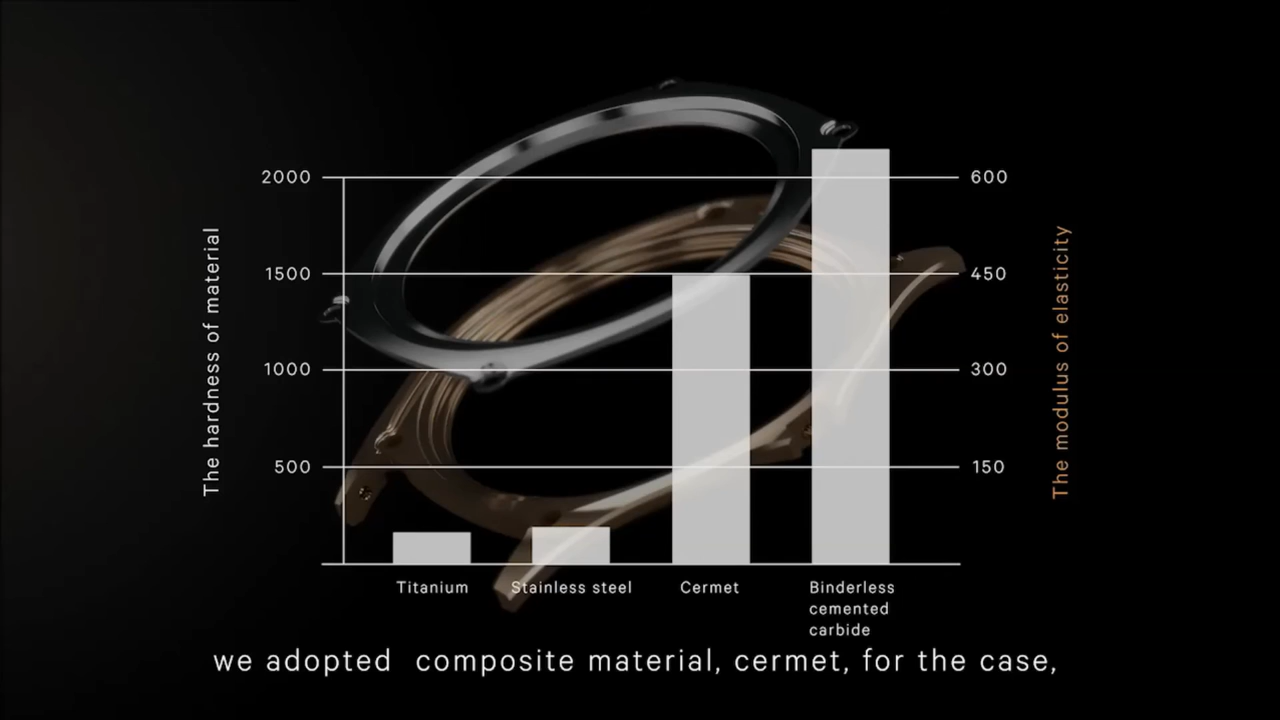 The hardness of material
2000
1500
1000
500
600
450
300
150
The modulus of elasticity
Titanium
Stainless steel
Cermet
Binderless
cemented
carbide
we adopted  composite material, cermet, for the case,